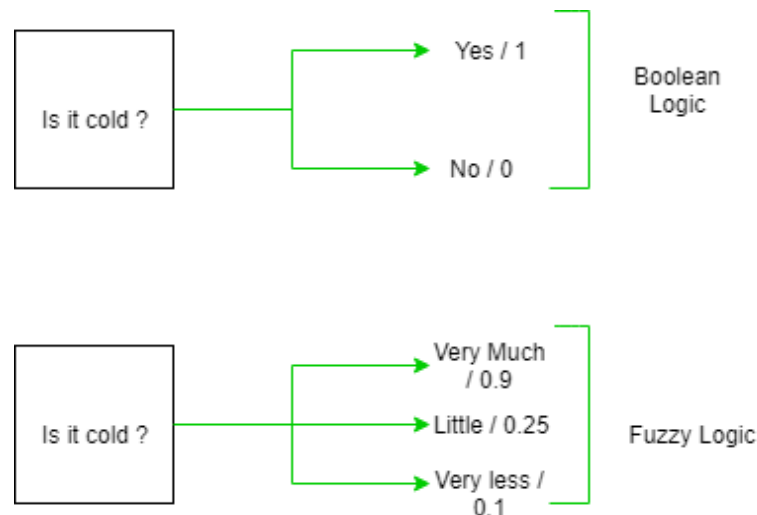 Is it cold ?
Yes / 1
No / 0
Boolean
Logic
Is it cold ?
Very Much
/ 0.9
Little / 0.25
Very less /
0.1
Fuzzy Logic